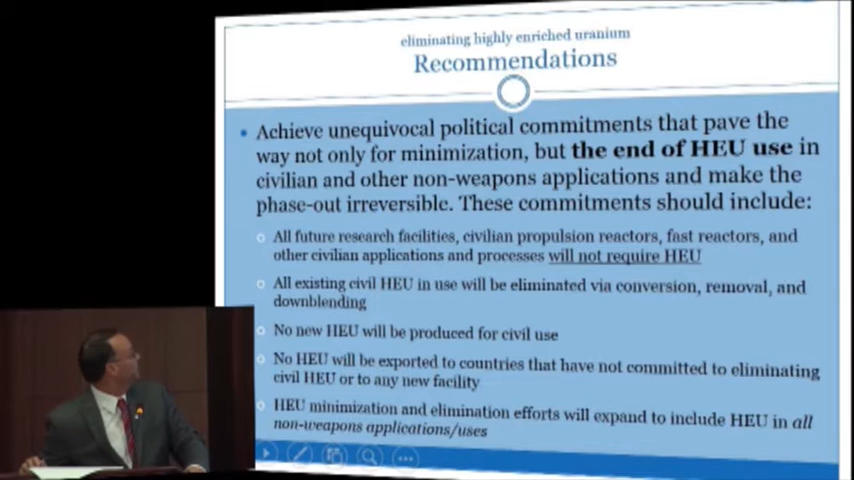 eliminating highly enriched uranium
Recommendations
• Achieve unequivocal political commitments that pave the
way not only for minimization, but the end of HEU use in
civilian and other non-weapons applications and make the
phase-out irreversible. These commitments should include:
o All future research facilities, civilian propulsion reactors, fast reactors, and
other civilian applications and processes will not require HEU
o All existing civil HEU in use will be eliminated via conversion, removal, and
downblending
o No new HEU will be produced for civil use
o No HEU will be exported to countries that have not committed to eliminating
civil HEU or to any new facility
o HEU minimization and elimination efforts will expand to include HEU in all
non-weapons applications/uses